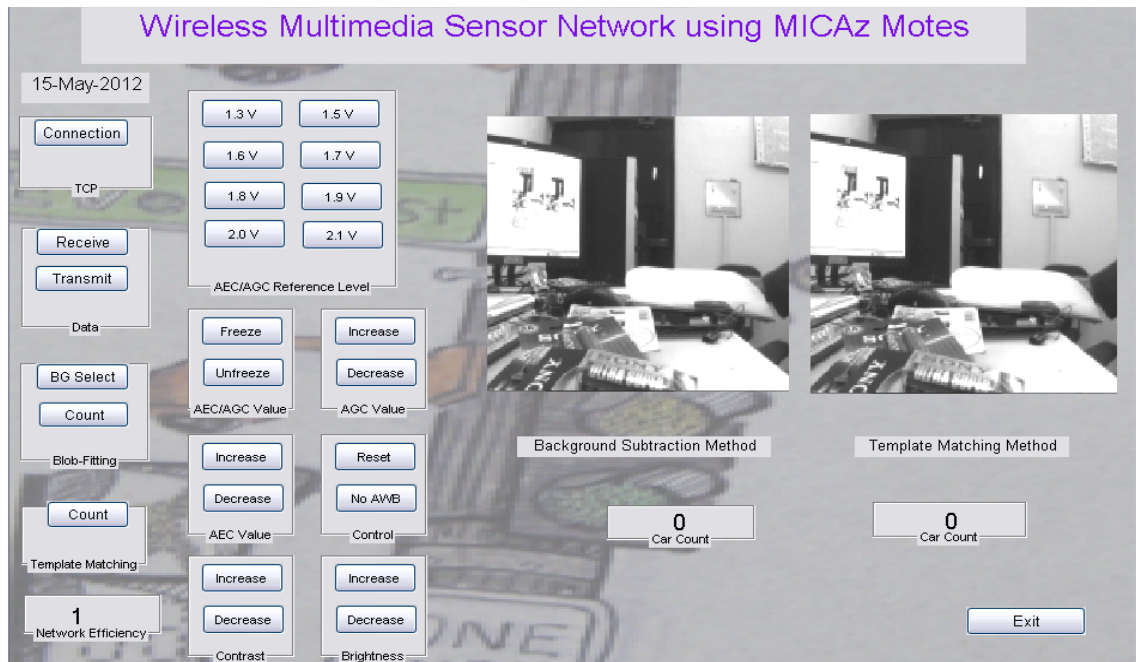 Wireless Multimedia Sensor Network using MICAz Motes
15-May-2012
Connection
TCP
Receive
Transmit
Data
BG Select
Count
Blob-Fitting
Count
Template Matching
1
Network Efficiency
1.3 V
1.5 V
1.6 V
1.7 V
1.8 V
1.9 V
2.0 V
2.1 V
AEC/AGC Reference Level
Freeze
Unfreeze
AEC/AGC Value
Increase
Decrease
AGC Value
Increase
Decrease
AEC Value
Reset
No AWB
Control
Increase
Decrease
Contrast
Increase
Decrease
Brightness
Background Subtraction Method
0
Car Count
Template Matching Method
0
Car Count
Exit